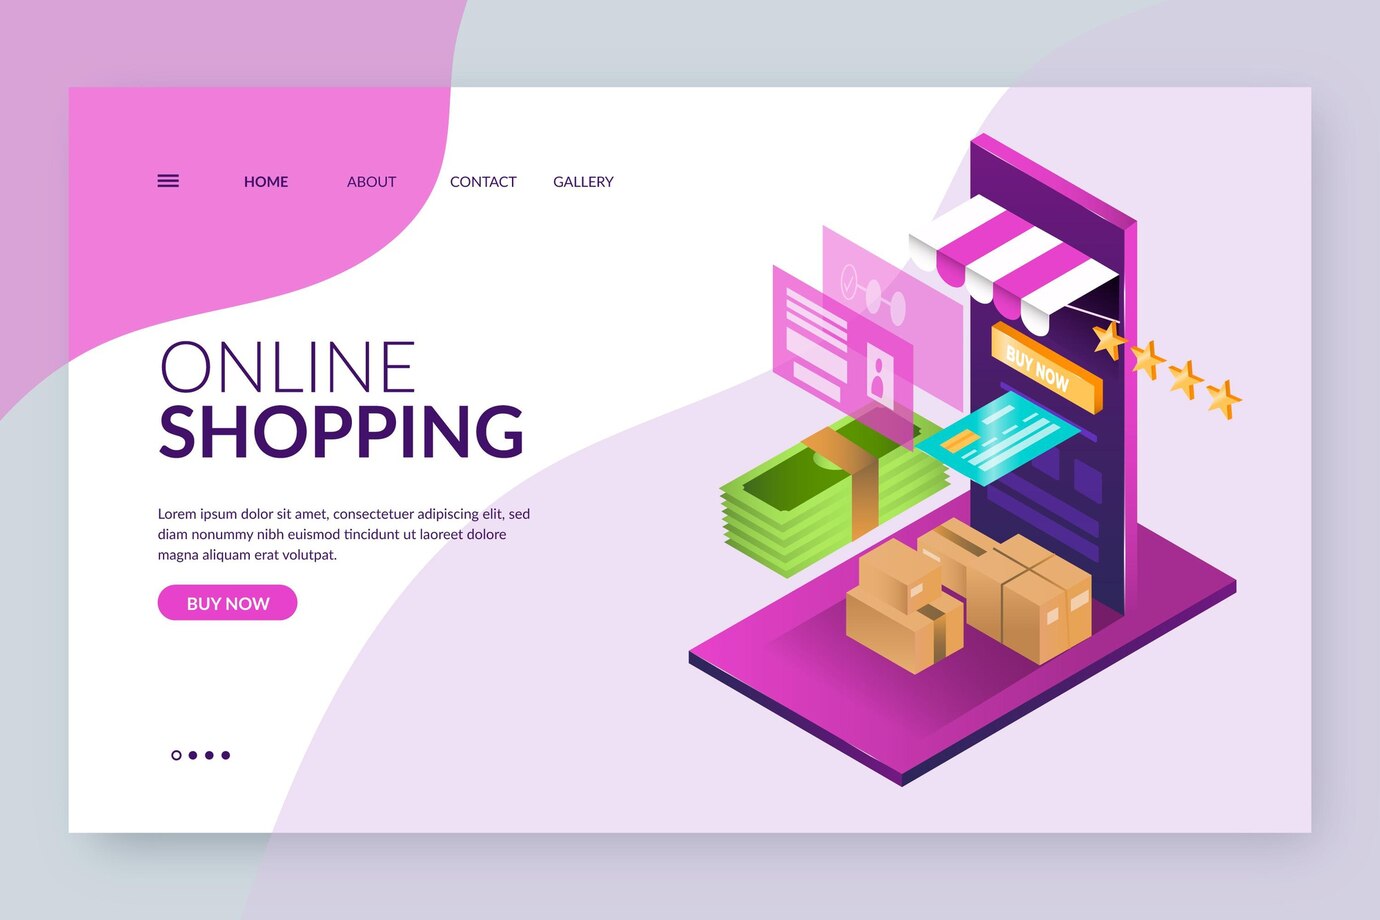 HOME ABOUT CONTACT GALLERY
ONLINE
SHOPPING
Lorem ipsum dolor sit amet, consectetuer adipiscing elit, sed
diam nonummy nibh euismod tincidunt ut laoreet dolore
magna aliquam erat volutpat.
BUY NOW
BUY NOW